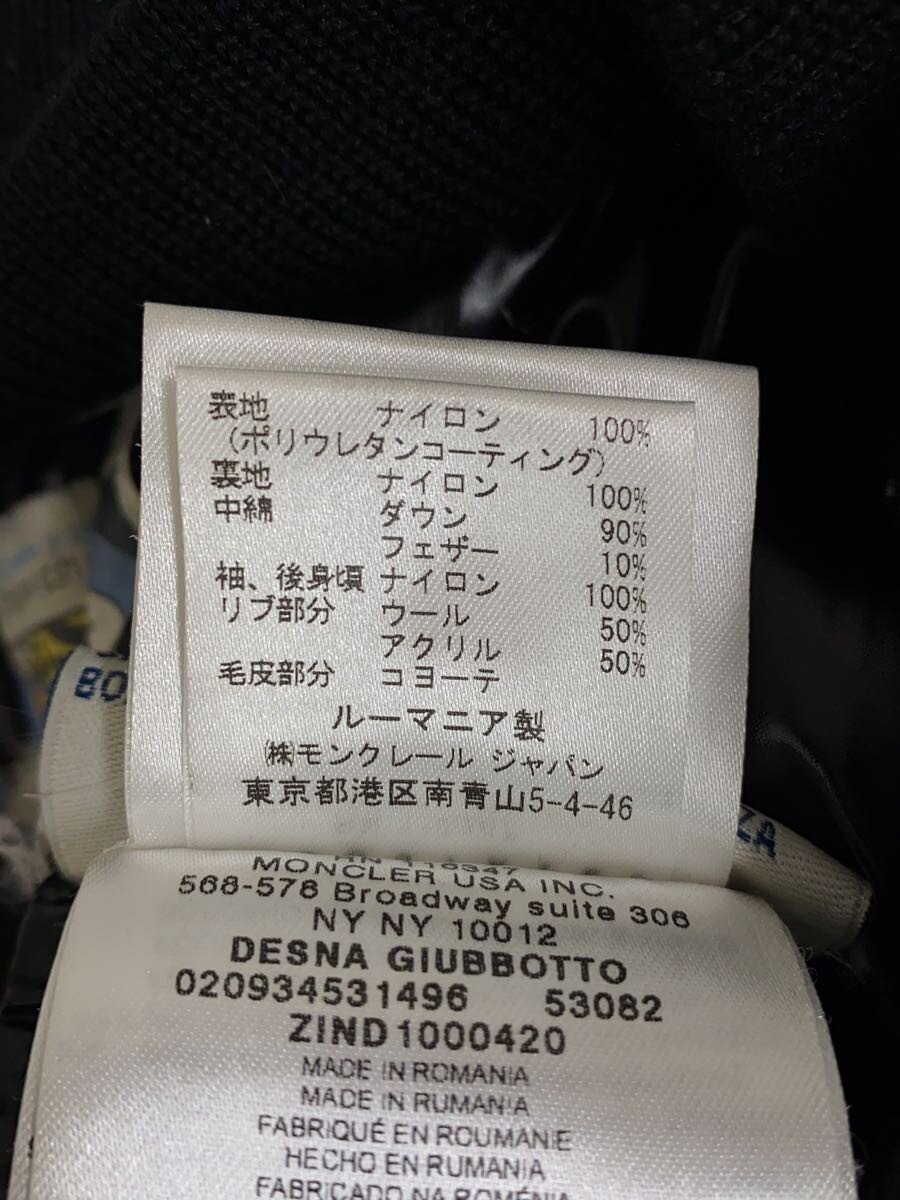 表地 ナイロン 100%
(ポリウレタンコーティング)
裏地 ナイロン 100%
中綿 ダウン 90%
フェザー 10%
袖、後身頃 ナイロン 100%
リブ部分 ウール 50%
アクリル 50%
毛皮部分 コヨーテ
ルーマニア製
㈱モンクレール ジャパン
東京都港区南青山5-4-46
BO
ZA
MONCLER USA INC.
568-578 Broadway suite 306
NY NY 10012
DESNA GIUBBOTTO
020934531496 53082
ZIND1000420
MADE IN ROMANIA
MADE IN RUMANIA
FABRIQUÉ EN ROUMANIE
HECHO EN RUMANIA
FABRICADO NA ROMÉNIA